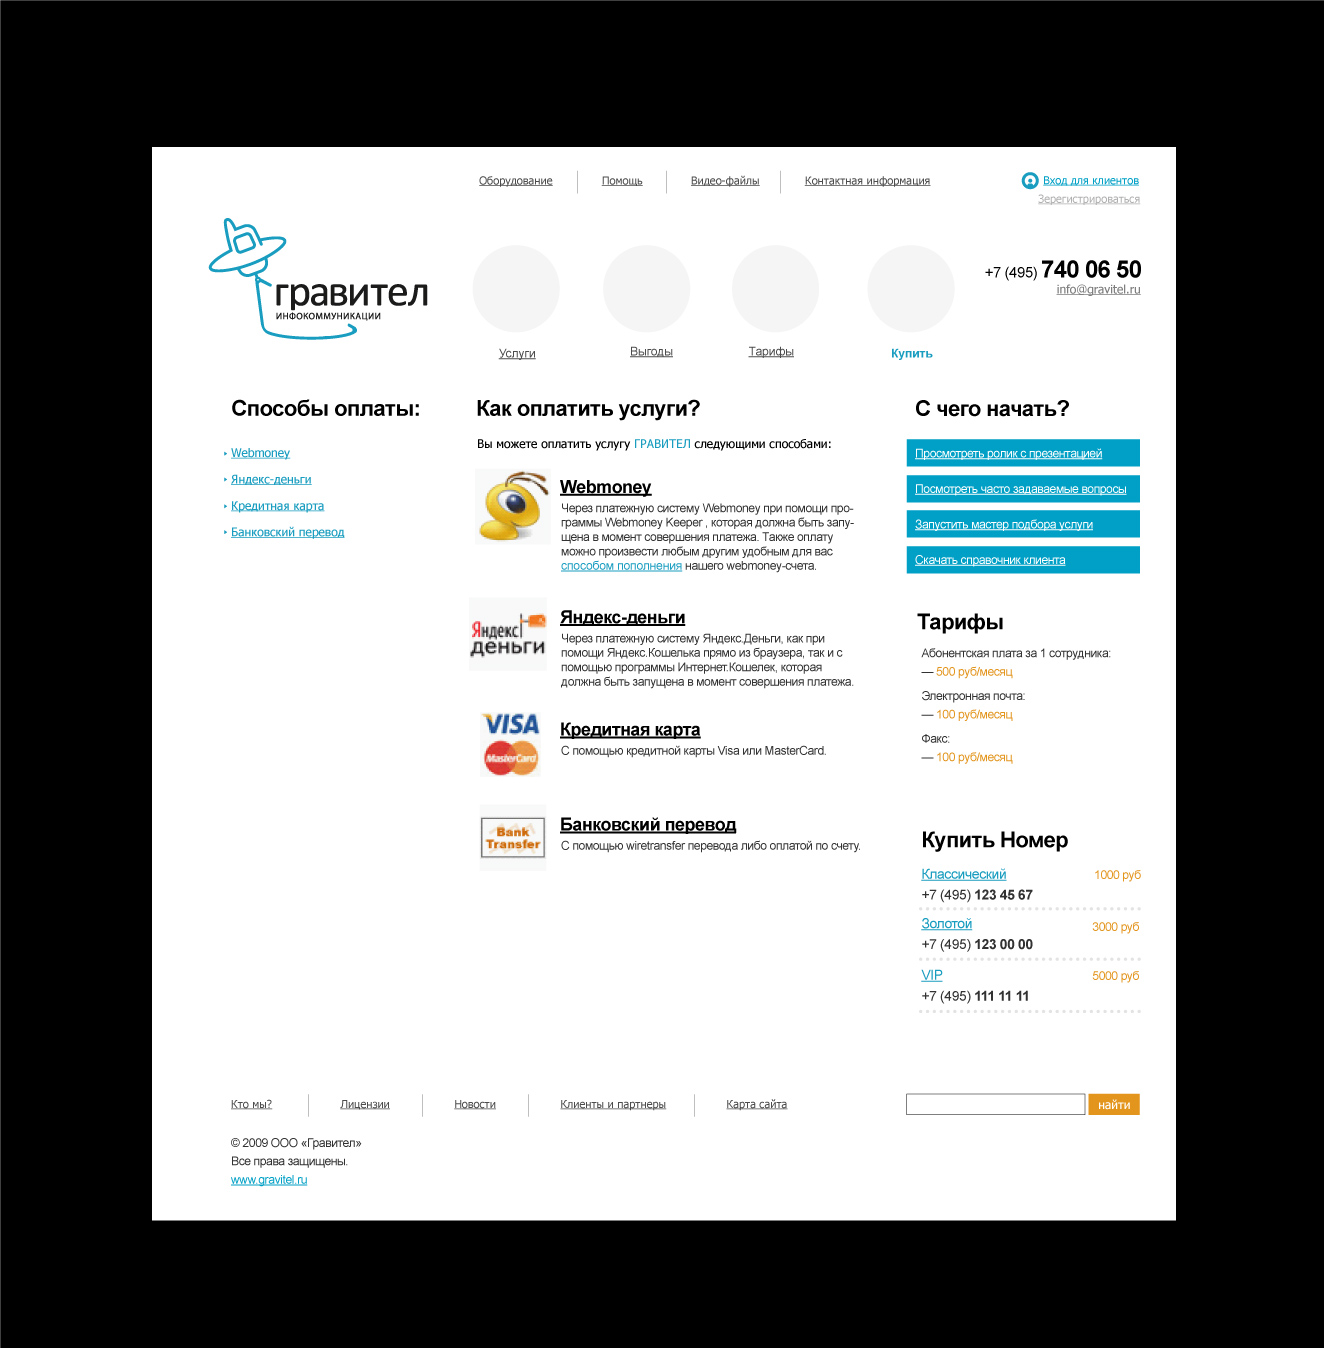 Оборудование
Помощь
Видео-файлы
Контактная информация
Вход для клиентов
Зерегистрироваться
гравител
ИНФОКОММУНИКАЦИИ
Услуги
Выгоды
Тарифы
Купить
+7 (495) 740 06 50
info@gravitel.ru
Способы оплаты:
Webmoney
Яндекс-деньги
Кредитная карта
Банковский перевод
Как оплатить услуги?
Вы можете оплатить услугу ГРАВИТЕЛ следующими способами:
Webmoney
Через платежную систему Webmoney при помощи про-
граммы Webmoney Keeper , которая должна быть запу-
щена в момент совершения платежа. Также оплату
можно произвести любым другим удобным для вас
способом пополнения нашего webmoney-счета.
Яндекс
деньги
Яндекс-деньги
Через платежную систему Яндекс.Деньги, как при
помощи Яндекс.Кошелька прямо из браузера, так и с
помощью программы Интернет.Кошелек, которая
должна быть запущена в момент совершения платежа.
VISA
MasterCard
Кредитная карта
С помощью кредитной карты Visa или MasterCard.
Bank
Transfer
Банковский перевод
С помощью wiretransfer перевода либо оплатой по счету.
С чего начать?
Просмотреть ролик с презентацией
Посмотреть часто задаваемые вопросы
Запустить мастер подбора услуги
Скачать справочник клиента
Тарифы
Абонентская плата за 1 сотрудника:
— 500 руб/месяц
Электронная почта:
— 100 руб/месяц
Факс:
— 100 руб/месяц
Купить Номер
Классический 1000 руб
+7 (495) 123 45 67
Золотой 3000 руб
+7 (495) 123 00 00
VIP 5000 руб
+7 (495) 111 11 11
Кто мы?
Лицензии
Новости
Клиенты и партнеры
Карта сайта
найти
© 2009 ООО «Гравител»
Все права защищены.
www.gravitel.ru